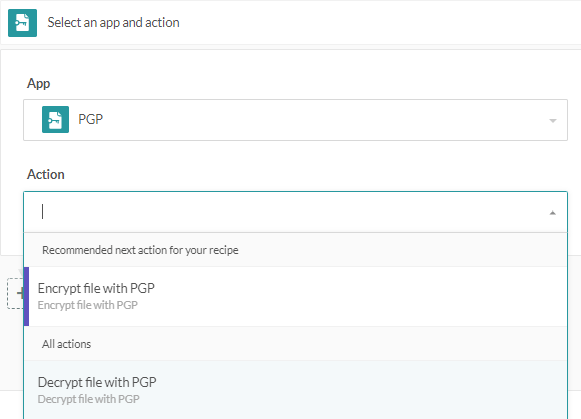 Select an app and action
App
PGP
Action
Recommended next action for your recipe
Encrypt file with PGP
Encrypt file with PGP
All actions
Decrypt file with PGP
Decrypt file with PGP